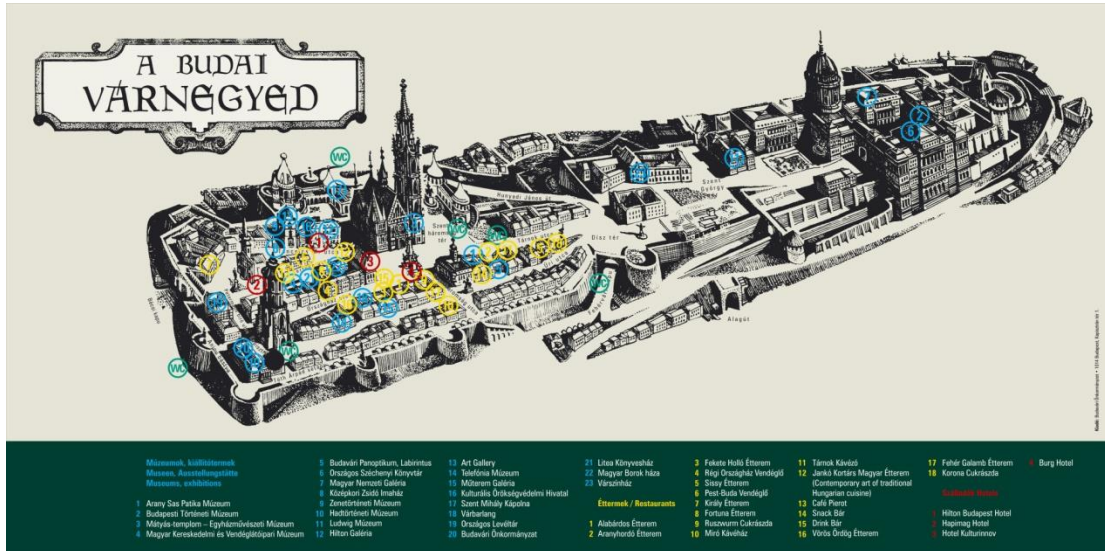 A BUDAI
VÁRNEGYED
WC
Hunyadi János út
Szent
György
Dísz tér
Alagút
Múzeumok, kiállítótermek
Museen, Ausstellungstätte
Museums, exhibitions
1 Arany Sas Patika Múzeum
2 Budapesti Történeti Múzeum
3 Mátyás-templom – Egyházművészeti Múzeum
4 Magyar Kereskedelmi és Vendéglátóipari Múzeum
5 Budavári Panoptikum, Labirintus
6 Országos Széchenyi Könyvtár
7 Magyar Nemzeti Galéria
8 Középkori Zsidó Imaház
9 Zenetörténeti Múzeum
10 Hadtörténeti Múzeum
11 Ludwig Múzeum
12 Hilton Galéria
13 Art Gallery
14 Telefónia Múzeum
15 Műterem Galéria
16 Kulturális Örökségvédelmi Hivatal
17 Szent Mihály Kápolna
18 Várbarlang
19 Országos Levéltár
20 Budavári Önkormányzat
21 Litea Könyvesház
22 Magyar Borok háza
23 Várszínház
Éttermek / Restaurants
1 Alabárdos Étterem
2 Aranyhordó Étterem
3 Fekete Holló Étterem
4 Régi Országház Vendéglő
5 Sissy Étterem
6 Pest-Buda Vendéglő
7 Király Étterem
8 Fortuna Étterem
9 Ruszwurm Cukrászda
10 Miró Kávéház
11 Tárnok Kávézó
12 Jankó Kortárs Magyar Étterem
(Contemporary art of traditional
Hungarian cuisine)
13 Café Pierot
14 Snack Bár
15 Drink Bár
16 Vörös Ördög Étterem
17 Fehér Galamb Étterem
18 Korona Cukrászda
1 Hilton Budapest Hotel
2 Hapimag Hotel
3 Hotel Kulturinnov
Burg Hotel